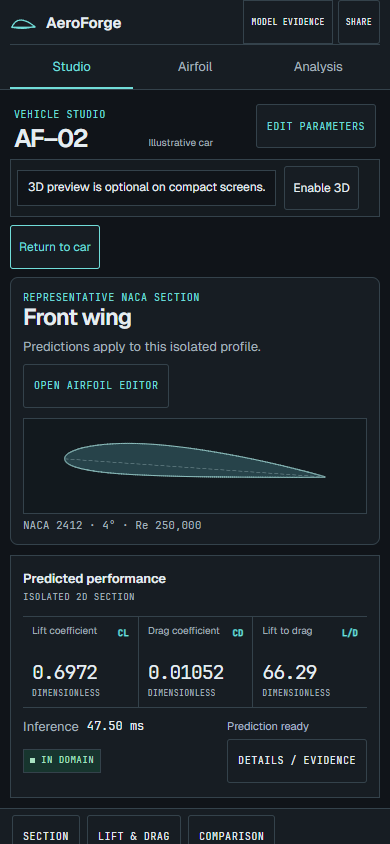 AeroForge
MODEL EVIDENCE
SHARE
Studio
Airfoil
Analysis
VEHICLE STUDIO
AF–02
Illustrative car
EDIT PARAMETERS
3D preview is optional on compact screens.
Enable 3D
Return to car
REPRESENTATIVE NACA SECTION
Front wing
Predictions apply to this isolated profile.
OPEN AIRFOIL EDITOR
NACA 2412 · 4° · Re 250,000
Predicted performance
ISOLATED 2D SECTION
Lift coefficient CL
0.6972
DIMENSIONLESS
Drag coefficient CD
0.01052
DIMENSIONLESS
Lift to drag L/D
66.29
DIMENSIONLESS
Inference 47.50 ms
Prediction ready
IN DOMAIN
DETAILS / EVIDENCE
SECTION
LIFT & DRAG
COMPARISON